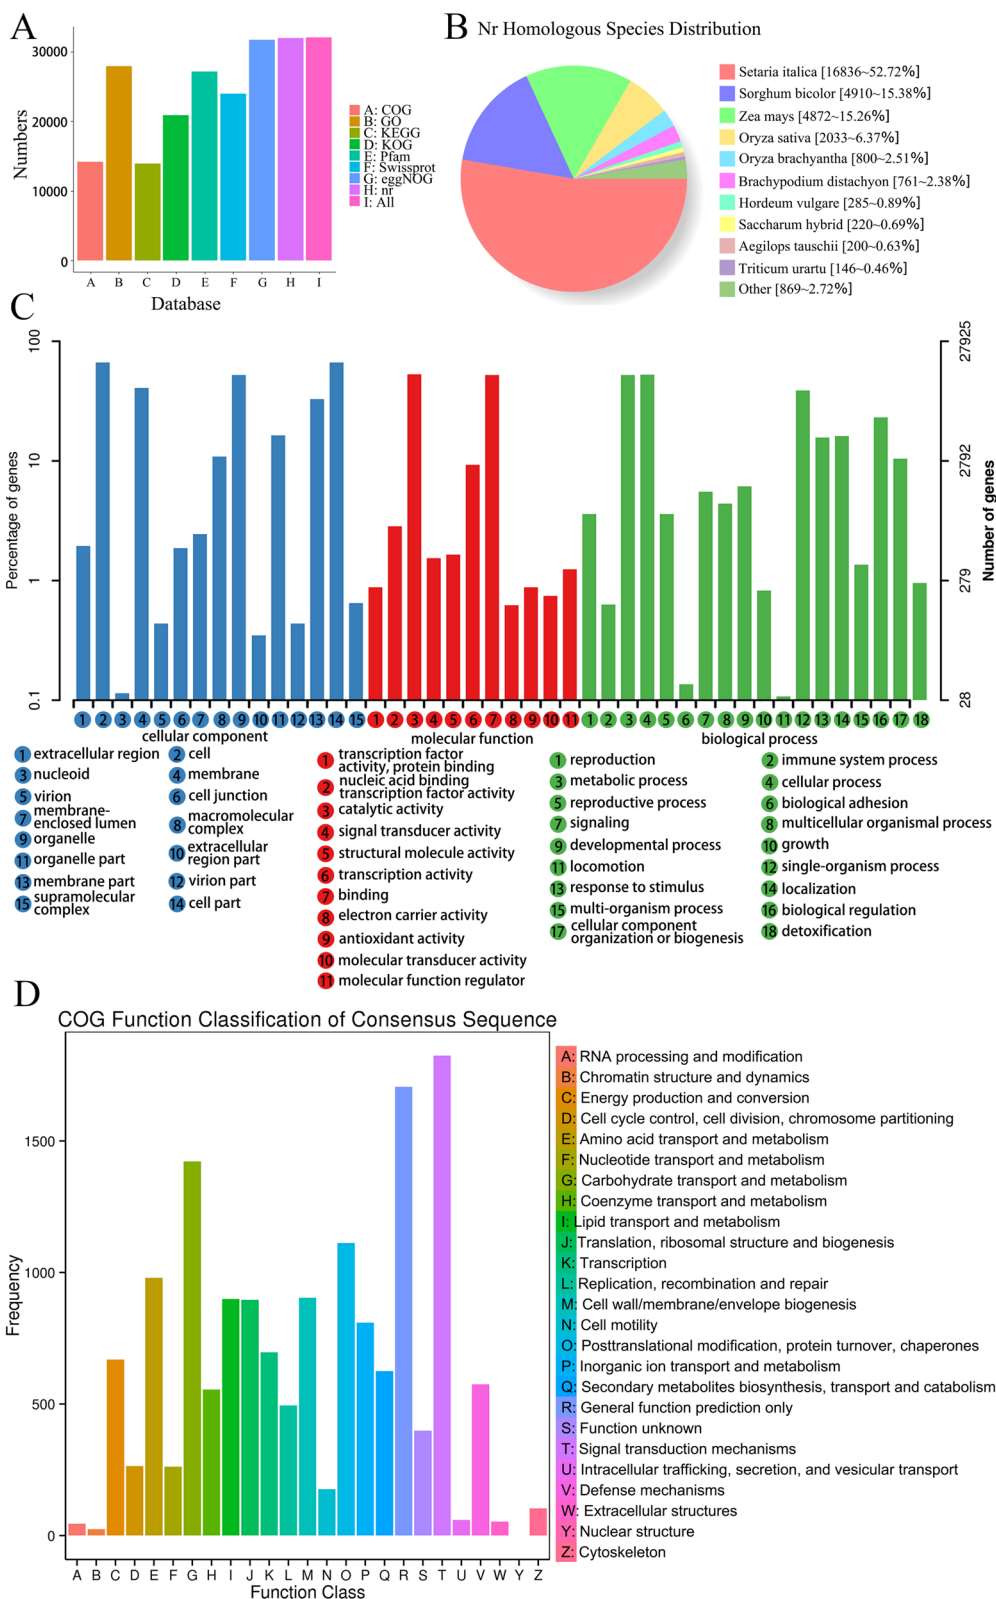 A
Numbers
30000
20000
10000
0
A B C D E F G H I
Database
A: COG
B: GO
C: KEGG
D: KOG
E: Pfam
F: Swissprot
G: eggNOG
H: nr
I: All
B Nr Homologous Species Distribution
Setaria italica [16836~52.72%]
Sorghum bicolor [4910~15.38%]
Zea mays [4872~15.26%]
Oryza sativa [2033~6.37%]
Oryza brachyantha [800~2.51%]
Brachypodium distachyon [761~2.38%]
Hordeum vulgare [285~0.89%]
Saccharum hybrid [220~0.69%]
Aegilops tauschii [200~0.63%]
Triticum urartu [146~0.46%]
Other [869~2.72%]
C
Percentage of genes
100
10
1
0.1
Number of genes
27925
2792
279
28
1 2 3 4 5 6 7 8 9 10 11 12 13 14 15 1 2 3 4 5 6 7 8 9 10 11 1 2 3 4 5 6 7 8 9 10 11 12 13 14 15 16 17 18
cellular component
molecular function
biological process
1 extracellular region
2 cell
3 nucleoid
4 membrane
5 virion
6 cell junction
7 membrane-
enclosed lumen
8 macromolecular
complex
9 organelle
10 extracellular
region part
11 organelle part
12 virion part
13 membrane part
14 cell part
15 supramolecular
complex
1 transcription factor
activity, protein binding
2 nucleic acid binding
transcription factor activity
3 catalytic activity
4 signal transducer activity
5 structural molecule activity
6 transcription activity
7 binding
8 electron carrier activity
9 antioxidant activity
10 molecular transducer activity
11 molecular function regulator
1 reproduction
2 immune system process
3 metabolic process
4 cellular process
5 reproductive process
6 biological adhesion
7 signaling
8 multicellular organismal process
9 developmental process
10 growth
11 locomotion
12 single-organism process
13 response to stimulus
14 localization
15 multi-organism process
16 biological regulation
17 cellular component
organization or biogenesis
18 detoxification
D
COG Function Classification of Consensus Sequence
Frequency
1500
1000
500
0
A B C D E F G H I J K L M N O P Q R S T U V W Y Z
Function Class
A: RNA processing and modification
B: Chromatin structure and dynamics
C: Energy production and conversion
D: Cell cycle control, cell division, chromosome partitioning
E: Amino acid transport and metabolism
F: Nucleotide transport and metabolism
G: Carbohydrate transport and metabolism
H: Coenzyme transport and metabolism
I: Lipid transport and metabolism
J: Translation, ribosomal structure and biogenesis
K: Transcription
L: Replication, recombination and repair
M: Cell wall/membrane/envelope biogenesis
N: Cell motility
O: Posttranslational modification, protein turnover, chaperones
P: Inorganic ion transport and metabolism
Q: Secondary metabolites biosynthesis, transport and catabolism
R: General function prediction only
S: Function unknown
T: Signal transduction mechanisms
U: Intracellular trafficking, secretion, and vesicular transport
V: Defense mechanisms
W: Extracellular structures
Y: Nuclear structure
Z: Cytoskeleton